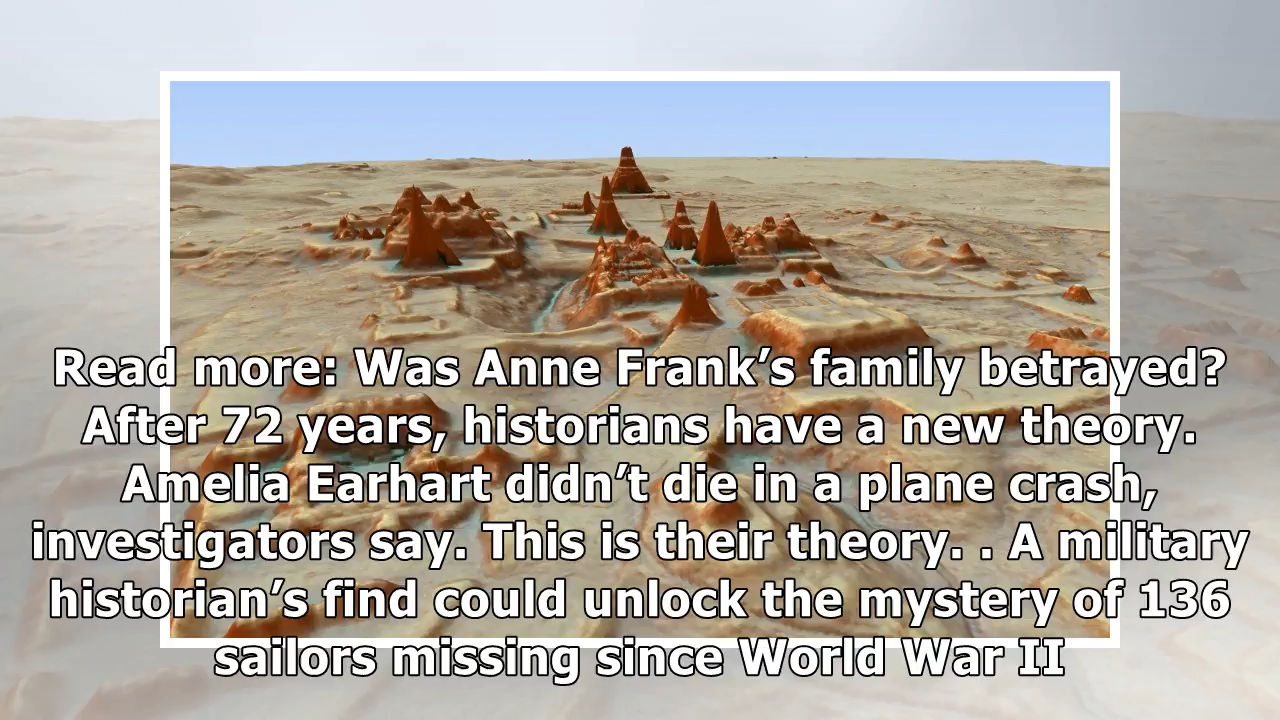 Read more: Was Anne Frank’s family betrayed?
After 72 years, historians have a new theory.
Amelia Earhart didn’t die in a plane crash,
investigators say. This is their theory. . A military
historian’s find could unlock the mystery of 136
sailors missing since World War II